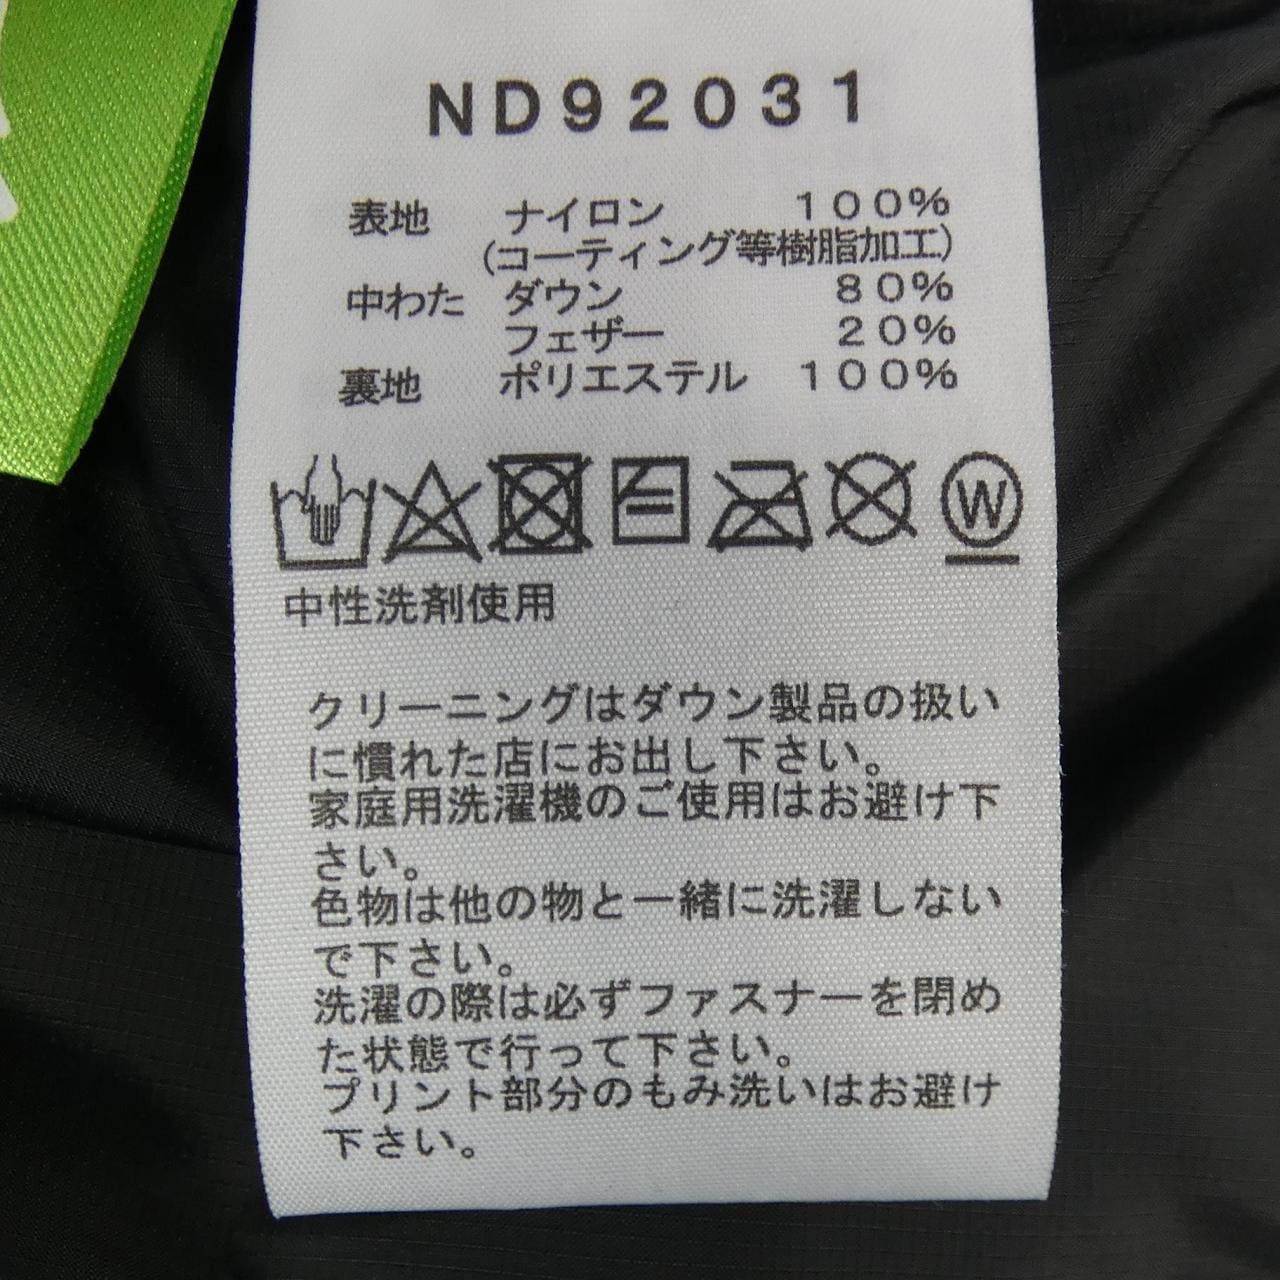 ND92031
表地 ナイロン 100%
(コーティング等樹脂加工)
中わた ダウン 80%
フェザー 20%
裏地 ポリエステル 100%
W
中性洗剤使用
クリーニングはダウン製品の扱い
に慣れた店にお出し下さい。
家庭用洗濯機のご使用はお避け下
さい。
色物は他の物と一緒に洗濯しない
で下さい。
洗濯の際は必ずファスナーを閉め
た状態で行って下さい。
プリント部分のもみ洗いはお避け
下さい。